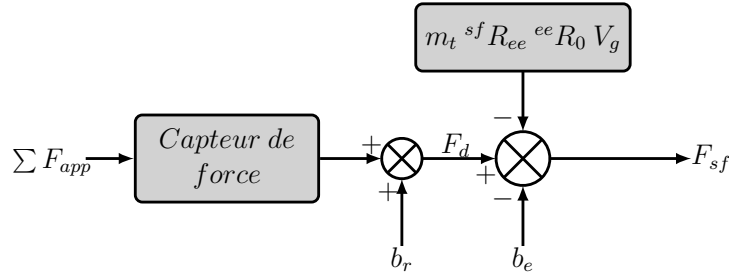 m_t ^{sf}R_{ee} ^{ee}R_0 V_g
−
∑ F_{app}
Capteur de
force
+
+
F_d
+
−
F_{sf}
b_r
b_e